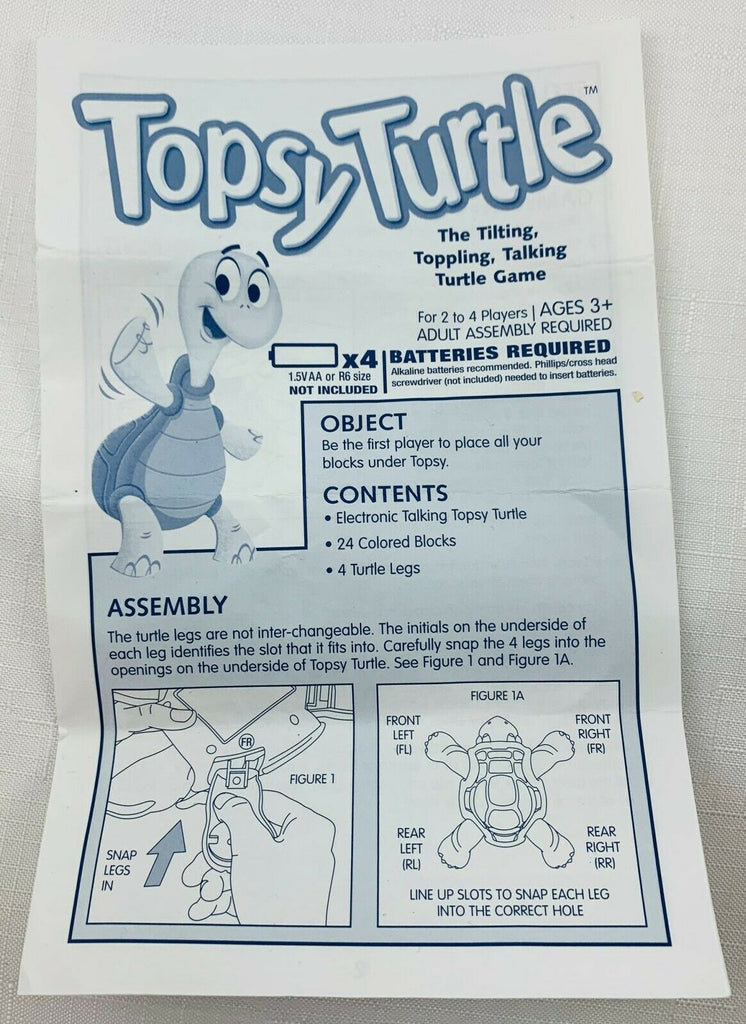 Topsy Turtle™
The Tilting,
Toppling, Talking
Turtle Game
For 2 to 4 Players | AGES 3+
ADULT ASSEMBLY REQUIRED
x4
1.5V AA or R6 size
NOT INCLUDED
BATTERIES REQUIRED
Alkaline batteries recommended. Phillips/cross head
screwdriver (not included) needed to insert batteries.
OBJECT
Be the first player to place all your
blocks under Topsy.
CONTENTS
• Electronic Talking Topsy Turtle
• 24 Colored Blocks
• 4 Turtle Legs
ASSEMBLY
The turtle legs are not inter-changeable. The initials on the underside of
each leg identifies the slot that it fits into. Carefully snap the 4 legs into the
openings on the underside of Topsy Turtle. See Figure 1 and Figure 1A.
FR
FIGURE 1
SNAP
LEGS
IN
FIGURE 1A
FRONT
LEFT
(FL)
FRONT
RIGHT
(FR)
REAR
LEFT
(RL)
REAR
RIGHT
(RR)
LINE UP SLOTS TO SNAP EACH LEG
INTO THE CORRECT HOLE